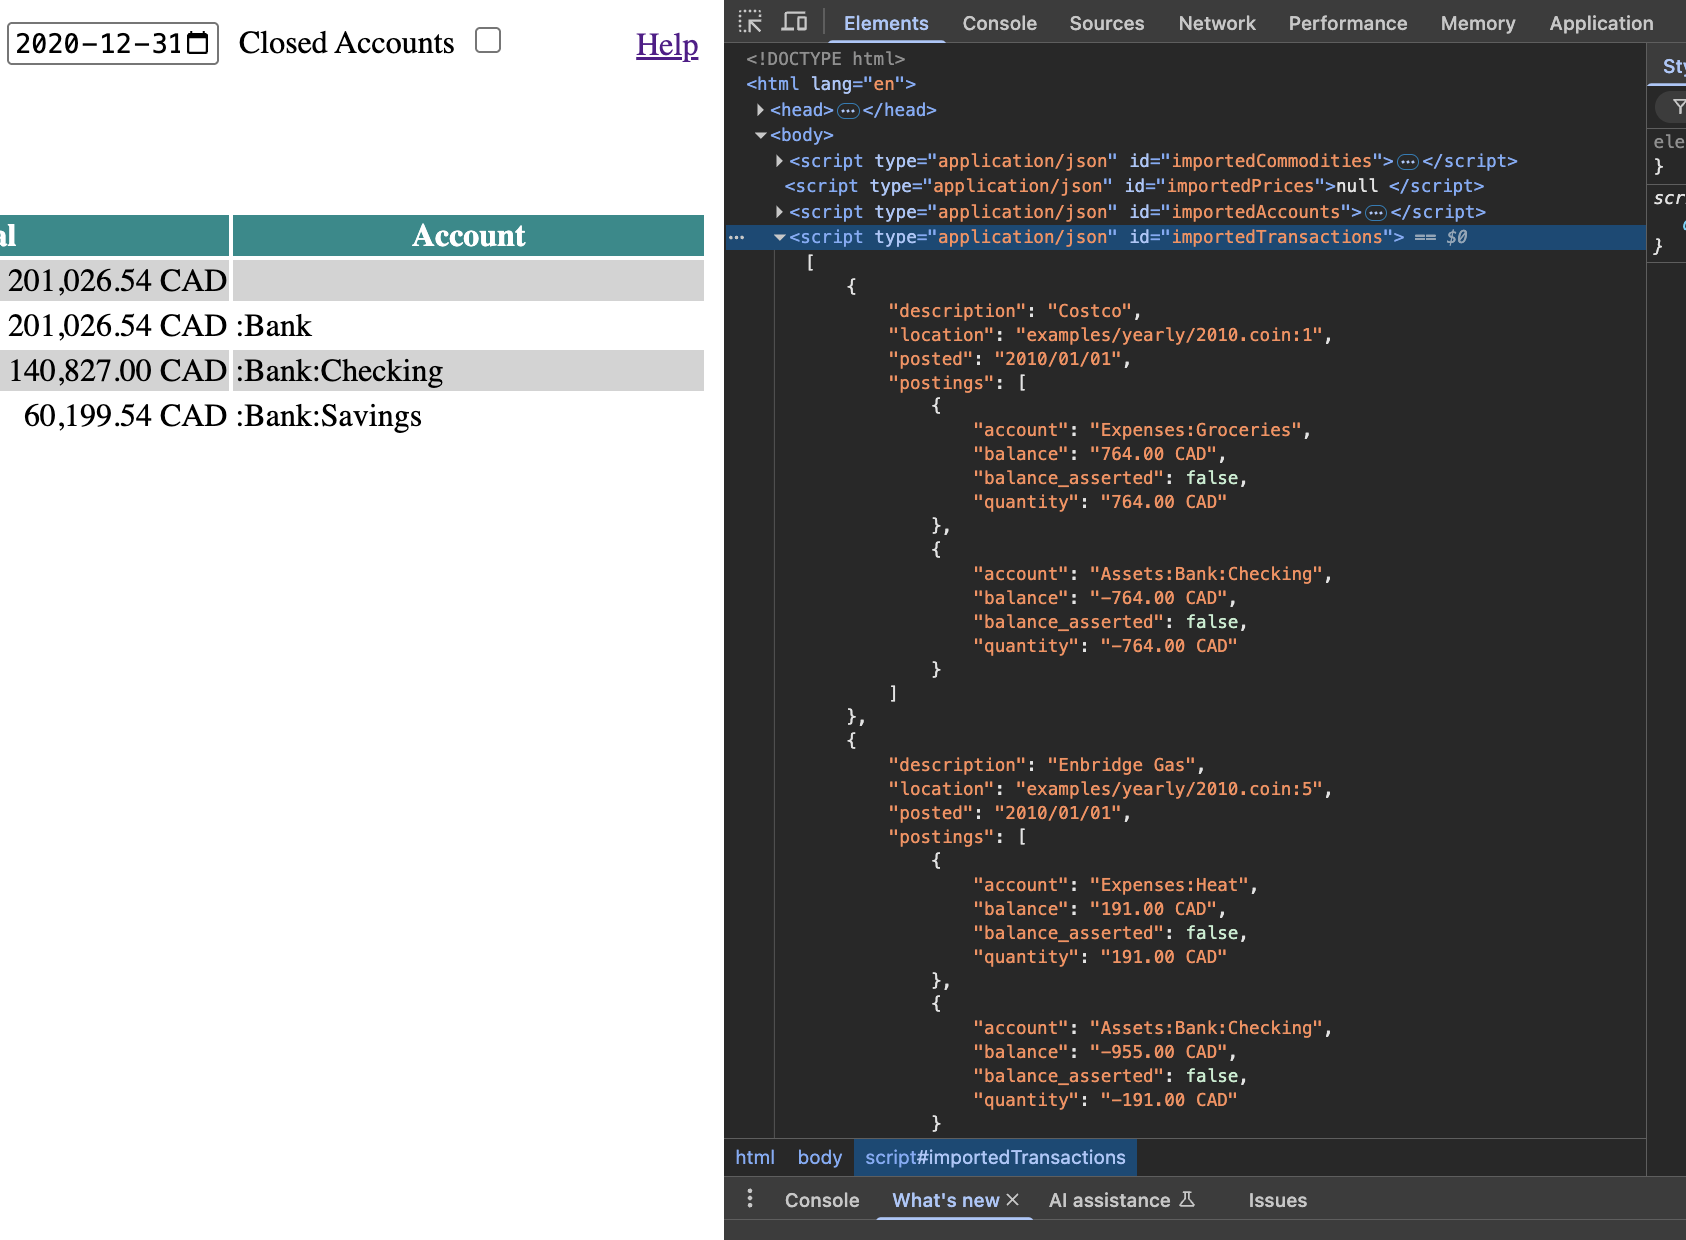 2020-12-31 Closed Accounts Help
al Account
201,026.54 CAD
201,026.54 CAD :Bank
140,827.00 CAD :Bank:Checking
60,199.54 CAD :Bank:Savings
Elements Console Sources Network Performance Memory Application
<!DOCTYPE html>
<html lang="en">
<head>…</head>
<body>
<script type="application/json" id="importedCommodities">…</script>
<script type="application/json" id="importedPrices">null </script>
<script type="application/json" id="importedAccounts">…</script>
… <script type="application/json" id="importedTransactions"> == $0
[
{
"description": "Costco",
"location": "examples/yearly/2010.coin:1",
"posted": "2010/01/01",
"postings": [
{
"account": "Expenses:Groceries",
"balance": "764.00 CAD",
"balance_asserted": false,
"quantity": "764.00 CAD"
},
{
"account": "Assets:Bank:Checking",
"balance": "-764.00 CAD",
"balance_asserted": false,
"quantity": "-764.00 CAD"
}
]
},
{
"description": "Enbridge Gas",
"location": "examples/yearly/2010.coin:5",
"posted": "2010/01/01",
"postings": [
{
"account": "Expenses:Heat",
"balance": "191.00 CAD",
"balance_asserted": false,
"quantity": "191.00 CAD"
},
{
"account": "Assets:Bank:Checking",
"balance": "-955.00 CAD",
"balance_asserted": false,
"quantity": "-191.00 CAD"
}
html body script#importedTransactions
Console What's new AI assistance Issues
Sty
ele
}
scr
}